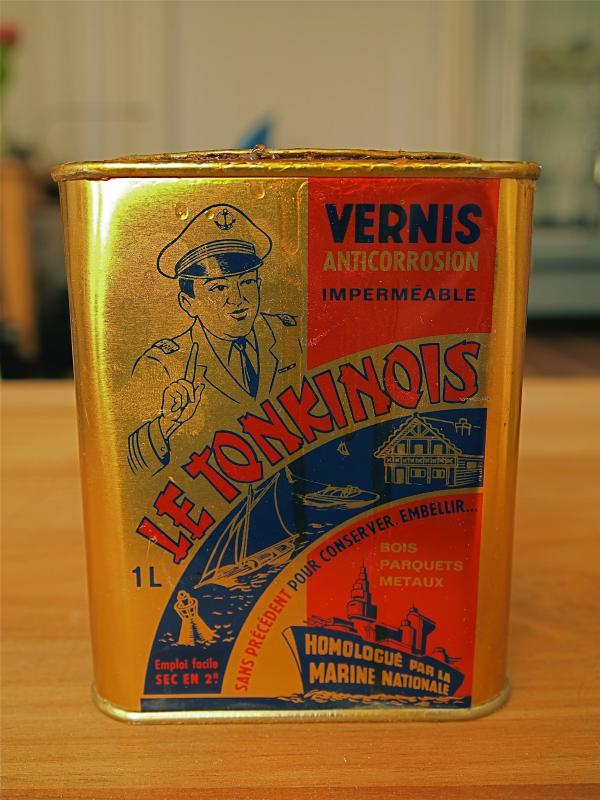 VERNIS
ANTICORROSION
IMPERMÉABLE
LE TONKINOIS
1 L
SANS PRÉCÉDENT POUR CONSERVER. EMBELLIR...
BOIS
PARQUETS
METAUX
Emploi facile
SEC EN 2H
HOMOLOGUÉ PAR LA
MARINE NATIONALE